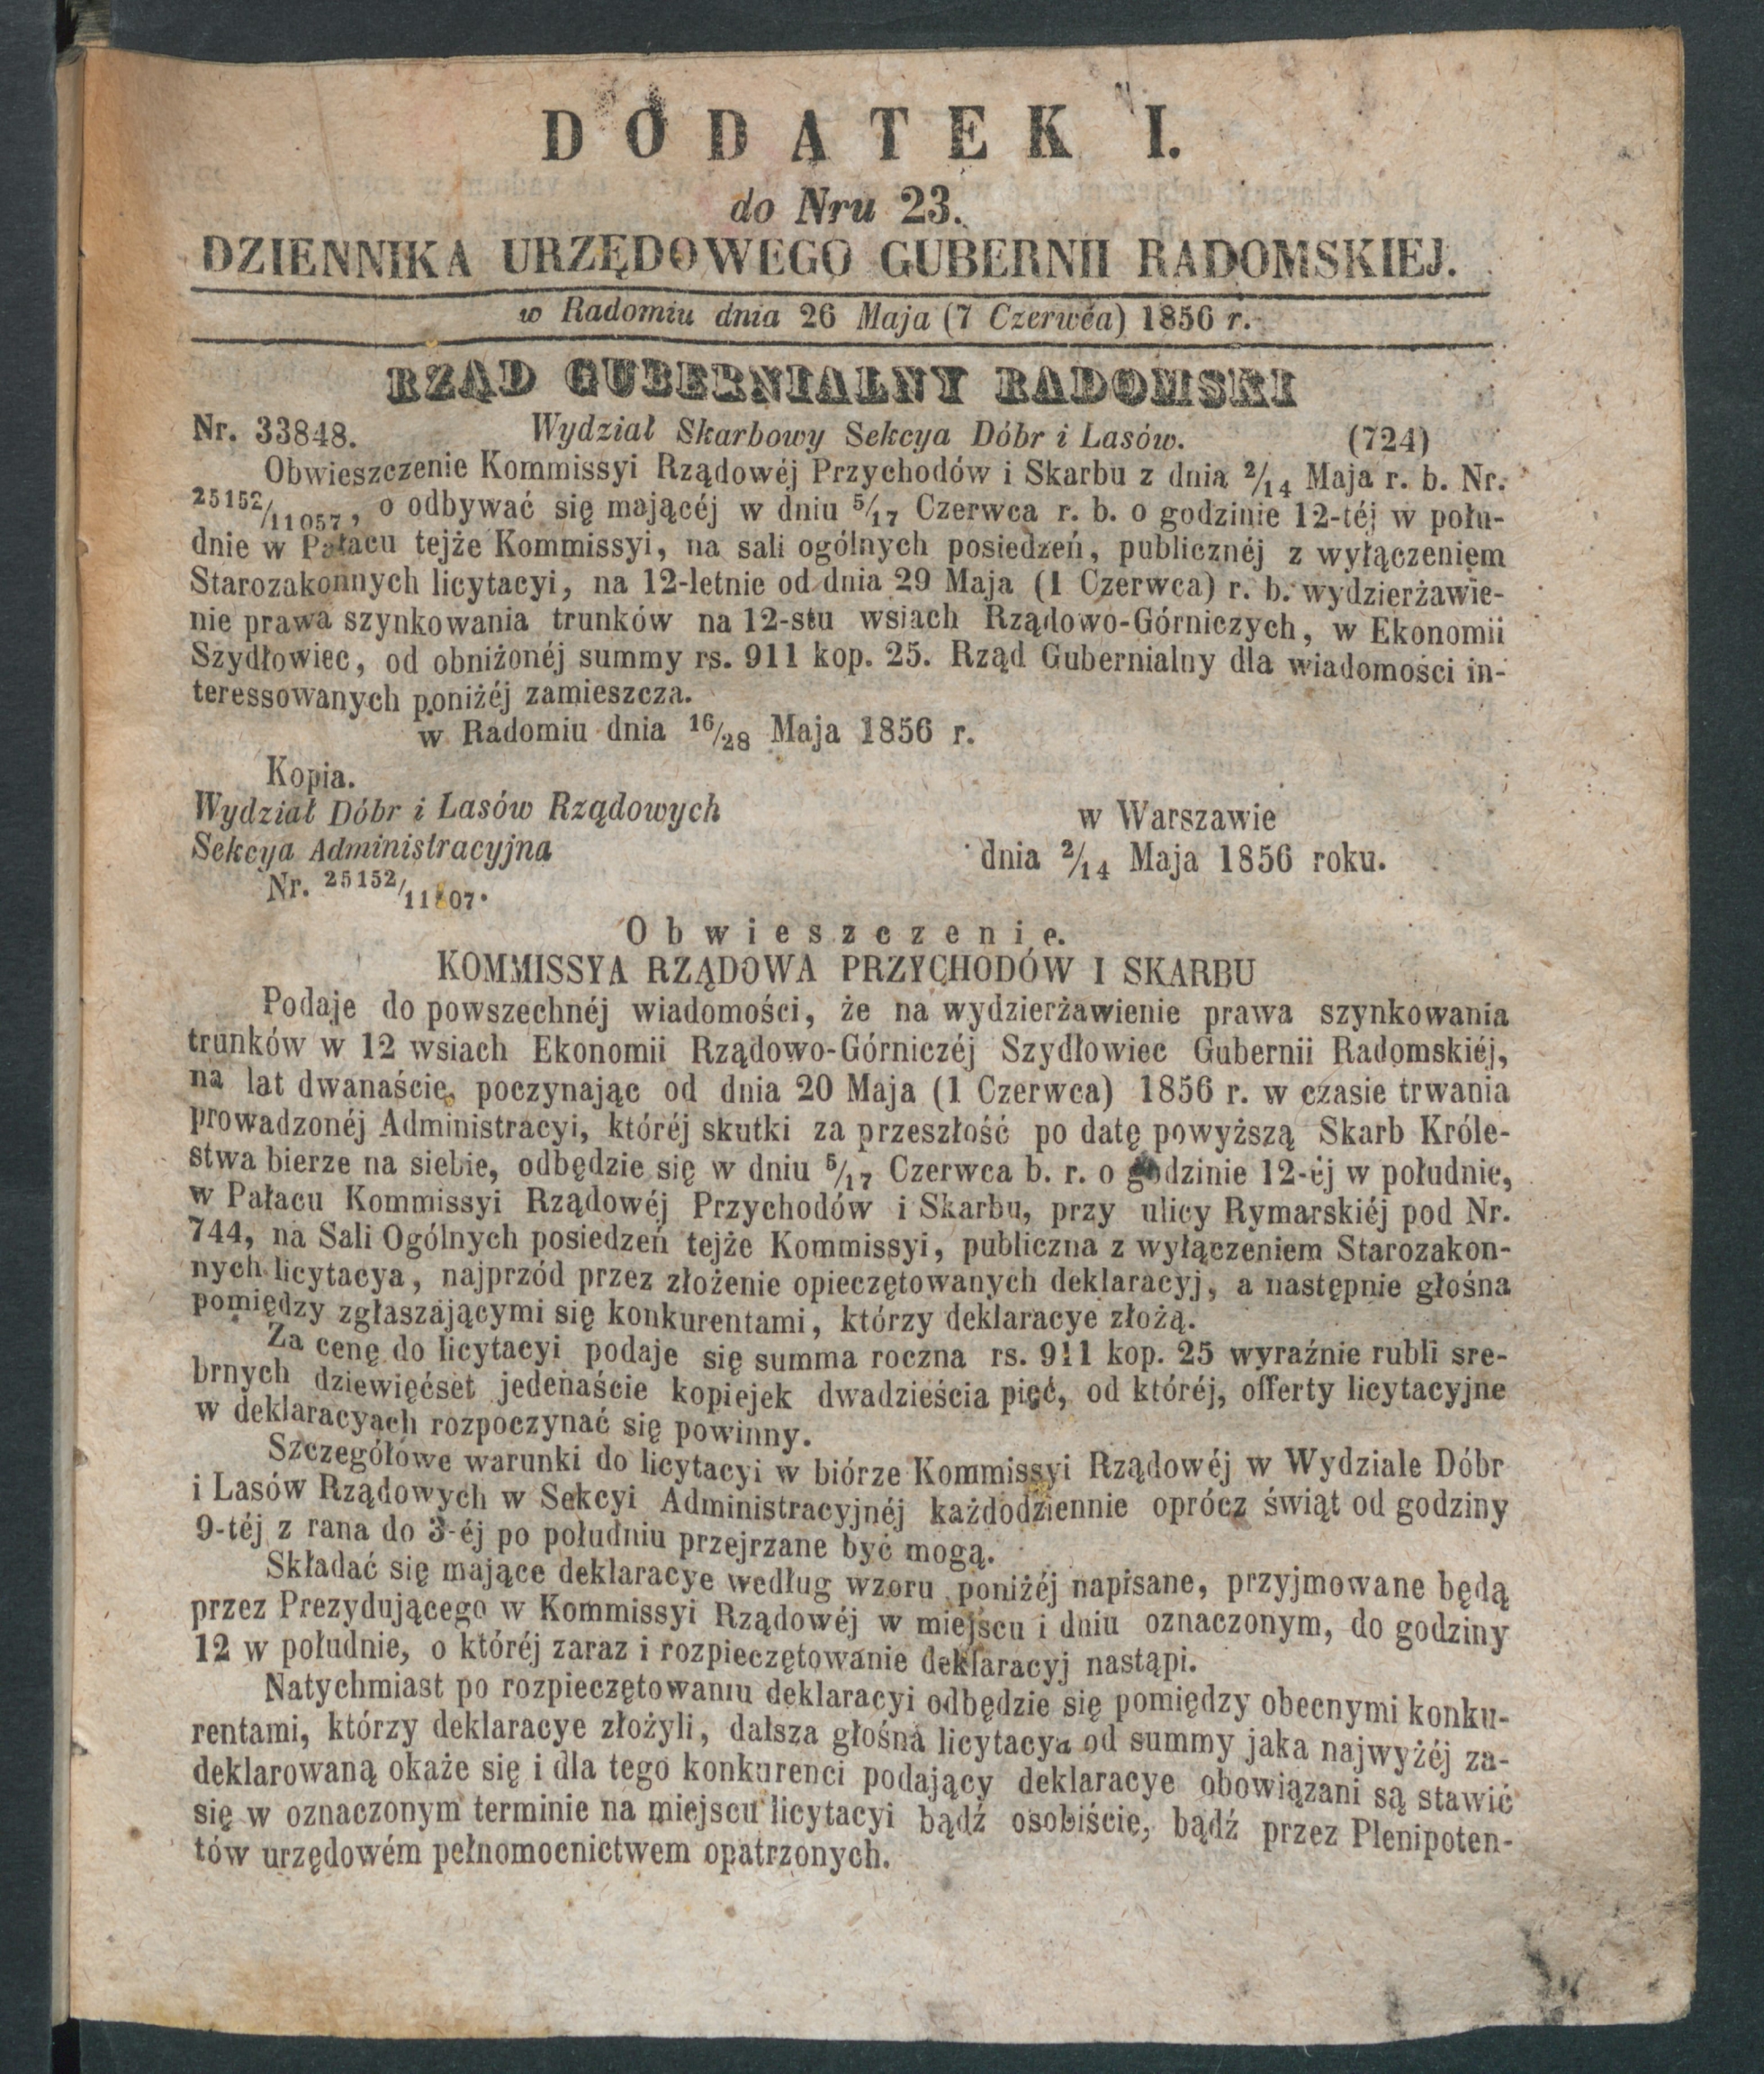 DODATEK I.
do Nru 23.
DZIENNIKA URZĘDOWEGO GUBERNII RADOMSKIEJ.
w Radomiu dnia 26 Maja (7 Czerwca) 1856 r.
RZĄD GUBERNIALNY RADOMSKI
Nr. 33848. Wydział Skarbowy Sekcya Dóbr i Lasów. (724)
Obwieszczenie Kommissyi Rządowéj Przychodów i Skarbu z dnia 2/14 Maja r. b. Nr.
25152/11057, o odbywać się mającéj w dniu 5/17 Czerwca r. b. o godzinie 12-téj w połu-
dnie w Pałacu tejże Kommissyi, na sali ogólnych posiedzeń, publicznéj z wyłączeniem
Starozakonnych licytacyi, na 12-letnie od dnia 29 Maja (1 Czerwca) r. b. wydzierżawie-
nie prawa szynkowania trunków na 12-stu wsiach Rządowo-Górniczych, w Ekonomii
Szydłowiec, od obniżonéj summy rs. 911 kop. 25. Rząd Gubernialny dla wiadomości in-
teressowanych poniżéj zamieszcza.
w Radomiu dnia 16/28 Maja 1856 r.
Kopia.
Wydział Dóbr i Lasów Rządowych
Sekcya Administracyjna
Nr. 25152/11807.
w Warszawie
dnia 2/14 Maja 1856 roku.
Obwieszczenie.
KOMMISSYA RZĄDOWA PRZYCHODÓW I SKARBU
Podaje do powszechnéj wiadomości, że na wydzierżawienie prawa szynkowania
trunków w 12 wsiach Ekonomii Rządowo-Górniczéj Szydłowiec Gubernii Radomskiéj,
na lat dwanaście, poczynając od dnia 20 Maja (1 Czerwca) 1856 r. w czasie trwania
prowadzonéj Administracyi, któréj skutki za przeszłość po datę powyższą Skarb Króle-
stwa bierze na siebie, odbędzie się w dniu 5/17 Czerwca b. r. o godzinie 12-éj w południe,
w Pałacu Kommissyi Rządowéj Przychodów i Skarbu, przy ulicy Rymarskiéj pod Nr.
744, na Sali Ogólnych posiedzeń tejże Kommissyi, publiczna z wyłączeniem Starozakon-
nych licytacya, najprzód przez złożenie opieczętowanych deklaracyj, a następnie głośna
pomiędzy zgłaszającymi się konkurentami, którzy deklaracye złożą.
Za cenę do licytacyi podaje się summa roczna rs. 911 kop. 25 wyraźnie rubli sre-
brnych dziewięćset jedenaście kopiejek dwadzieścia pięć, od któréj, offerty licytacyjne
w deklaracyach rozpoczynać się powinny.
Szczegółowe warunki do licytacyi w biórze Kommissyi Rządowéj w Wydziale Dóbr
i Lasów Rządowych w Sekcyi Administracyjnéj każdodziennie oprócz świąt od godziny
9-téj z rana do 3-éj po południu przejrzane być mogą.
Składać się mające deklaracye według wzoru poniżéj napisane, przyjmowane będą
przez Prezydującego w Kommissyi Rządowéj w miejscu i dniu oznaczonym, do godziny
12 w południe, o któréj zaraz i rozpieczętowanie deklaracyj nastąpi.
Natychmiast po rozpieczętowaniu deklaracyi odbędzie się pomiędzy obecnymi konku-
rentami, którzy deklaracye złożyli, dalsza głośna licytacya od summy jaka najwyżéj za-
deklarowaną okaże się i dla tego konkurenci podający deklaracye obowiązani są stawić
się w oznaczonym terminie na miejscu licytacyi bądź osobiście, bądź przez Plenipoten-
tów urzędowém pełnomocnictwem opatrzonych.